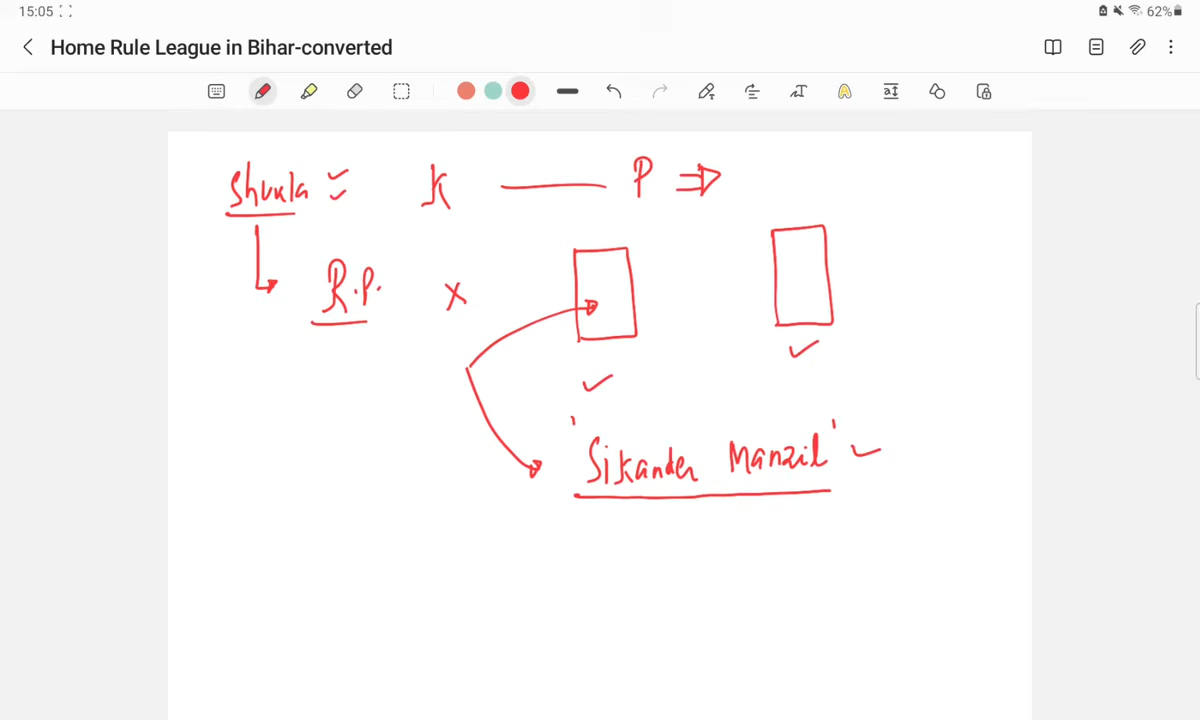 15:05
62%
Home Rule League in Bihar-converted
Shukla K P
R.P. x
'Sikander Manzil'